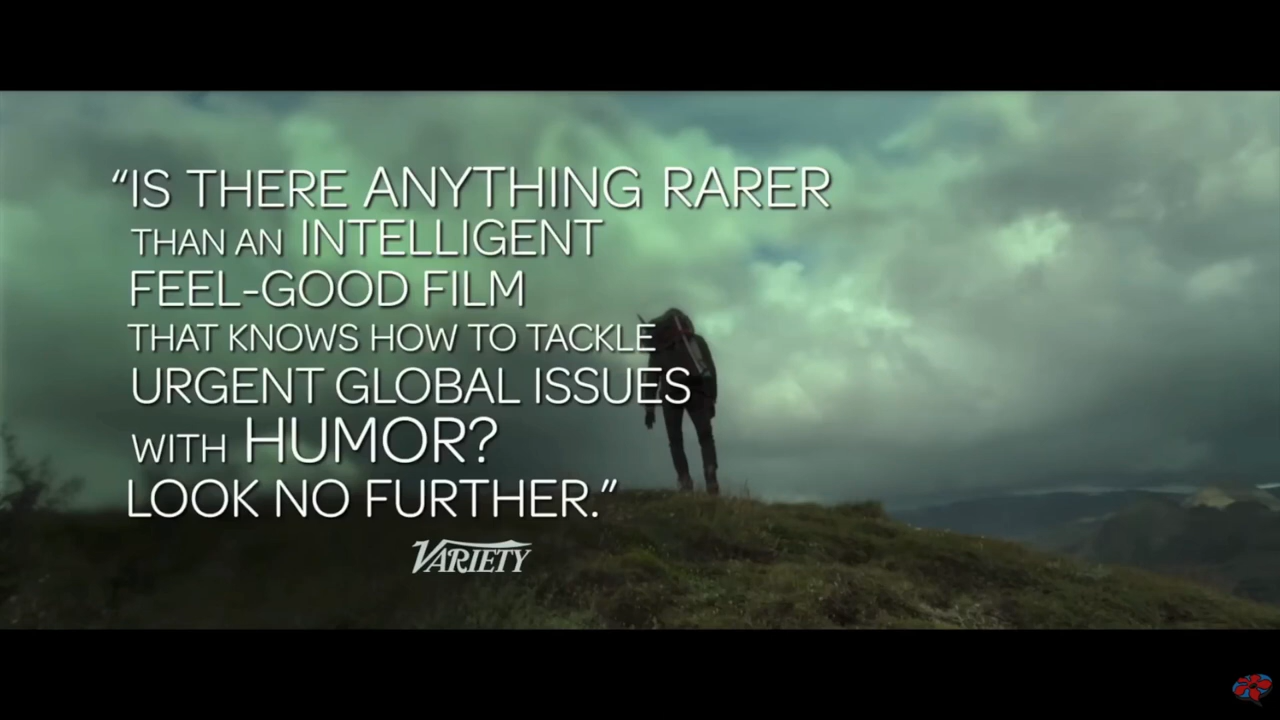 “IS THERE ANYTHING RARER
THAN AN INTELLIGENT
FEEL-GOOD FILM
THAT KNOWS HOW TO TACKLE
URGENT GLOBAL ISSUES
WITH HUMOR?
LOOK NO FURTHER.”
VARIETY